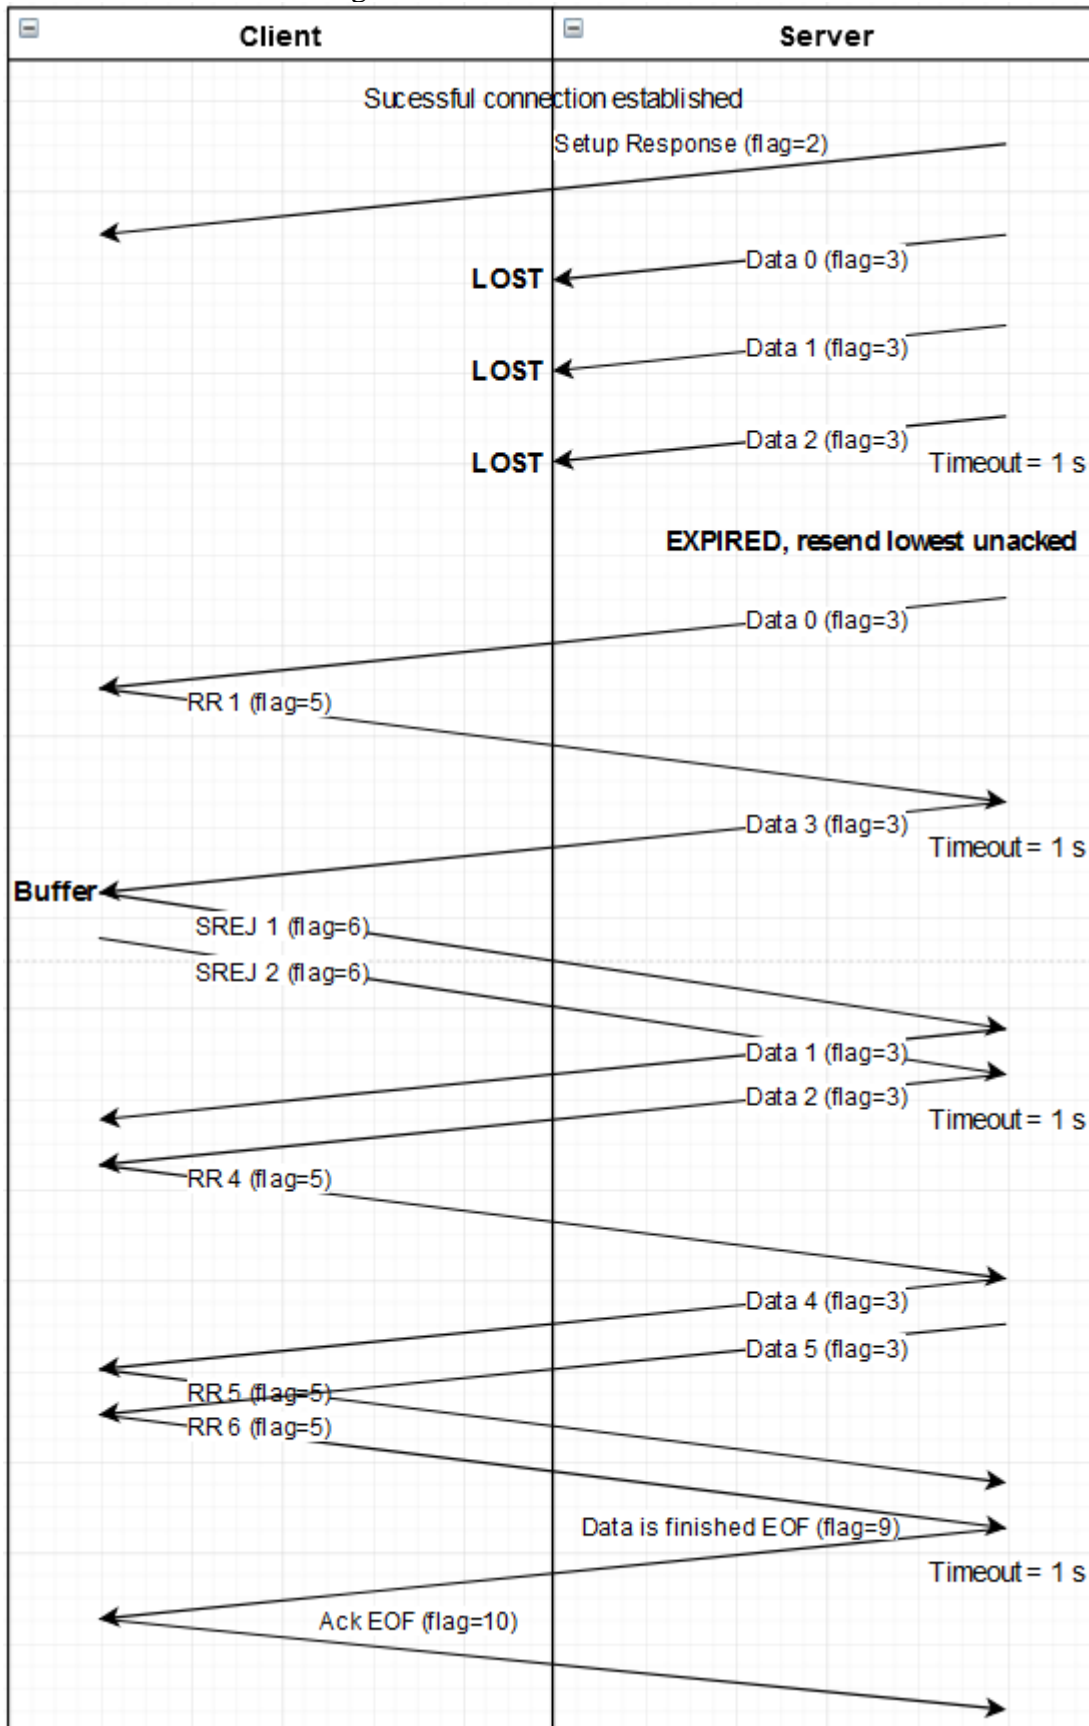 Client
Server
Sucessful connection established
Setup Response (flag=2)
Data 0 (flag=3)
LOST
Data 1 (flag=3)
LOST
Data 2 (flag=3)
LOST
Timeout = 1 s
EXPIRED, resend lowest unacked
Data 0 (flag=3)
RR 1 (flag=5)
Data 3 (flag=3)
Timeout = 1 s
Buffer
SREJ 1 (flag=6)
SREJ 2 (flag=6)
Data 1 (flag=3)
Data 2 (flag=3)
Timeout = 1 s
RR 4 (flag=5)
Data 4 (flag=3)
Data 5 (flag=3)
RR 5 (flag=5)
RR 6 (flag=5)
Data is finished EOF (flag=9)
Timeout = 1 s
Ack EOF (flag=10)